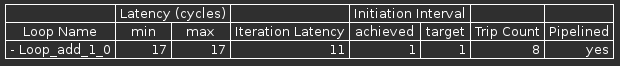 Latency (cycles) Initiation Interval
Loop Name min max Iteration Latency achieved target Trip Count Pipelined
- Loop_add_1_0 17 17 11 1 1 8 yes